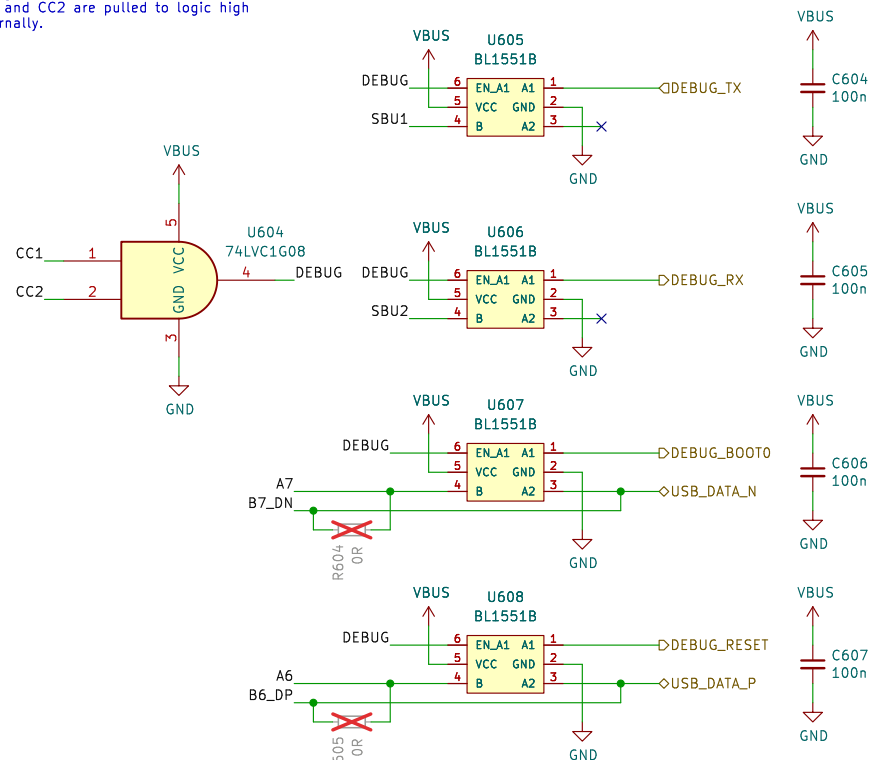 and CC2 are pulled to logic high
rnally.
VBUS
5
VCC
U604
74LVC1G08
CC1
1
CC2
2
4
DEBUG
GND
3
GND
VBUS
U605
BL1551B
DEBUG
6 EN_A1 A1 1
DEBUG_TX
5 VCC GND 2
SBU1
4 B A2 3
GND
VBUS
C604
100n
GND
VBUS
U606
BL1551B
DEBUG
6 EN_A1 A1 1
DEBUG_RX
5 VCC GND 2
SBU2
4 B A2 3
GND
VBUS
C605
100n
GND
VBUS
U607
BL1551B
DEBUG
6 EN_A1 A1 1
DEBUG_BOOT0
5 VCC GND 2
A7
4 B A2 3
USB_DATA_N
B7_DN
R604
0R
GND
VBUS
C606
100n
GND
VBUS
U608
BL1551B
DEBUG
6 EN_A1 A1 1
DEBUG_RESET
5 VCC GND 2
A6
4 B A2 3
USB_DATA_P
B6_DP
605
0R
GND
VBUS
C607
100n
GND